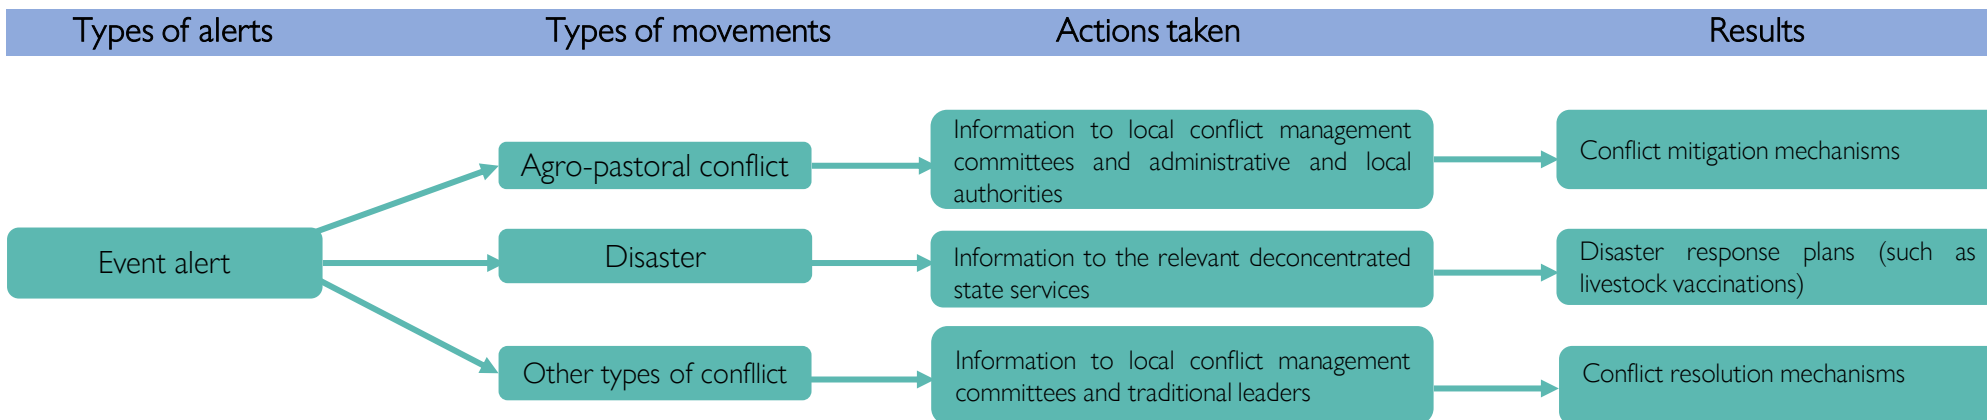 Types of alerts
Types of movements
Actions taken
Results
Event alert
Agro-pastoral conflict
Information to local conflict management
committees and administrative and local
authorities
Conflict mitigation mechanisms
Disaster
Information to the relevant deconcentrated
state services
Disaster response plans (such as
livestock vaccinations)
Other types of confllict
Information to local conflict management
committees and traditional leaders
Conflict resolution mechanisms